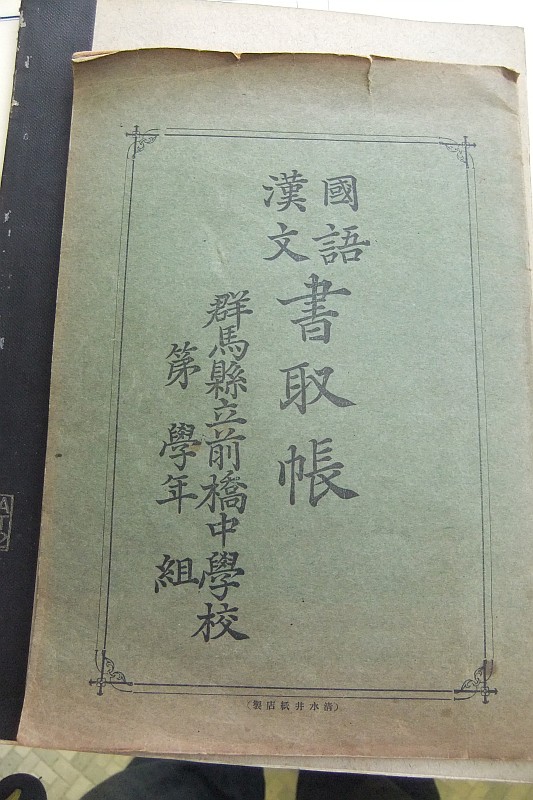 國語
漢文
書取帳
群馬縣立前橋中學校
第 學年 組
(清水井紙店製)